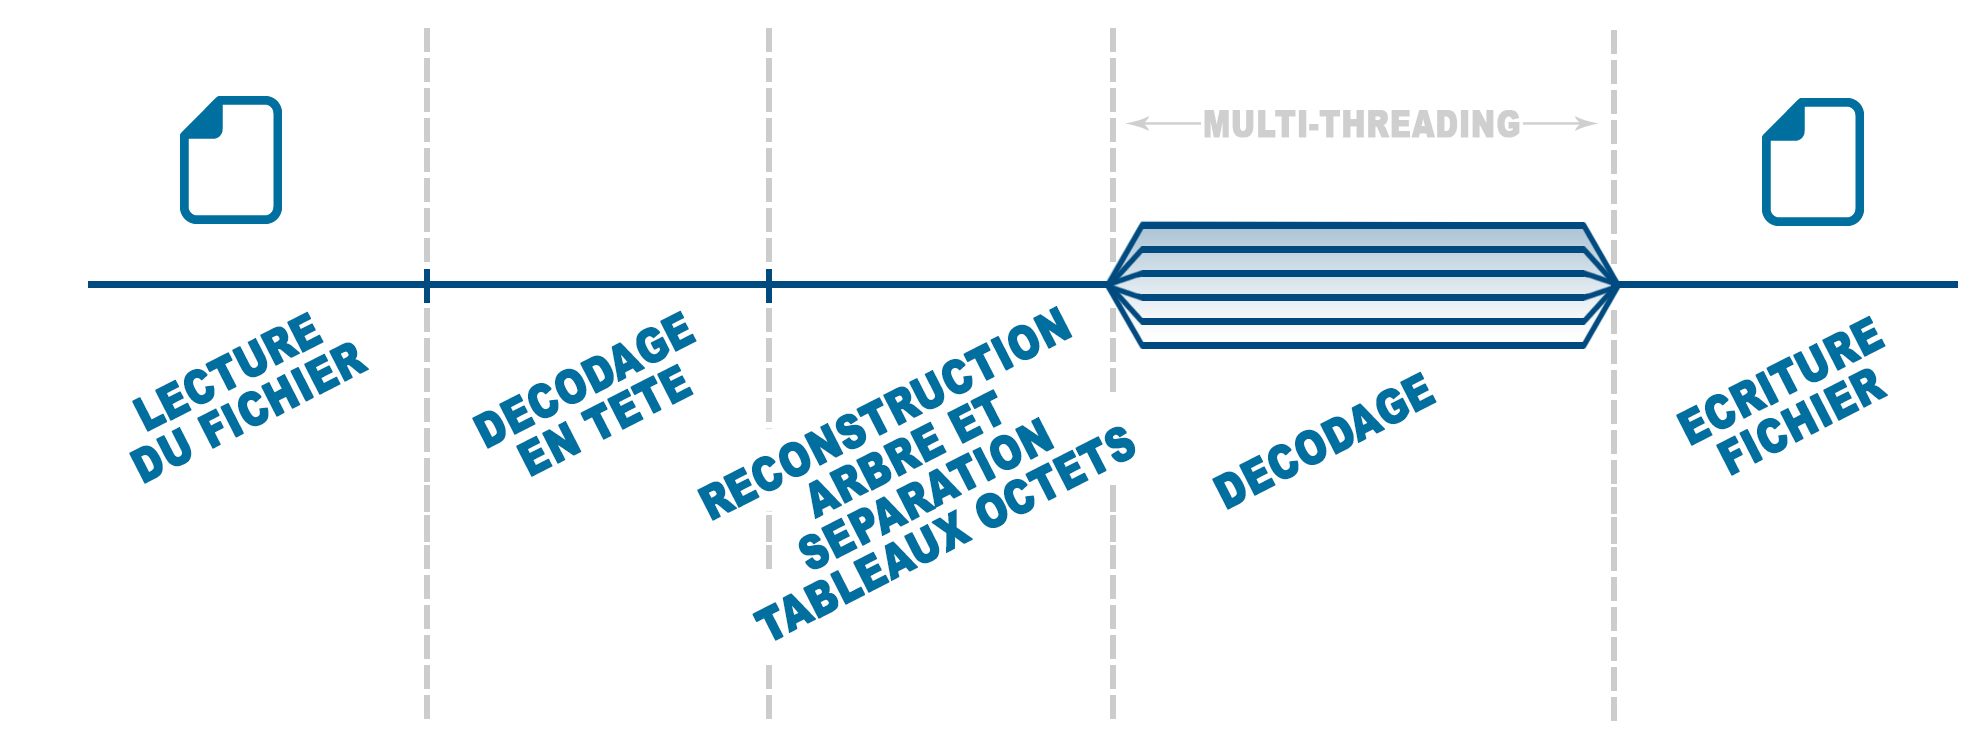 MULTI-THREADING
LECTURE
DU FICHIER
DECODAGE
EN TETE
RECONSTRUCTION
ARBRE ET
SEPARATION
TABLEAUX OCTETS
DECODAGE
ECRITURE
FICHIER